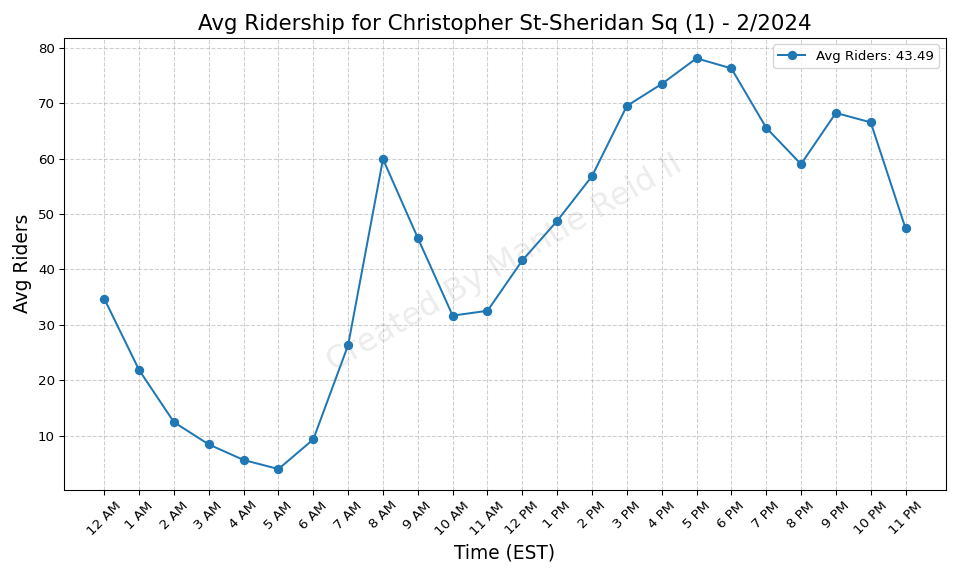 Avg Ridership for Christopher St-Sheridan Sq (1) - 2/2024
Avg Riders: 43.49
80
70
60
50
40
30
20
10
Avg Riders
Created By Mantie Reid II
12 AM
1 AM
2 AM
3 AM
4 AM
5 AM
6 AM
7 AM
8 AM
9 AM
10 AM
11 AM
12 PM
1 PM
2 PM
3 PM
4 PM
5 PM
6 PM
7 PM
8 PM
9 PM
10 PM
11 PM
Time (EST)